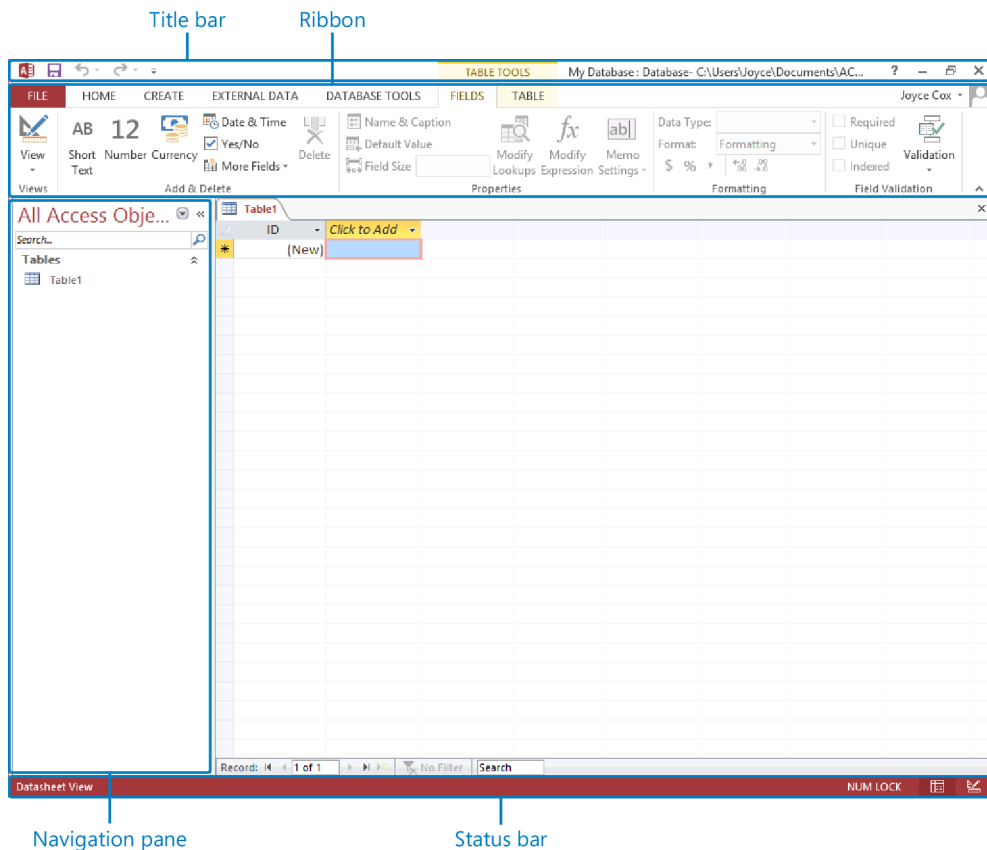 Title bar
Ribbon
TABLE TOOLS
My Database : Database- C:\Users\Joyce\Documents\AC...
?
FILE
HOME
CREATE
EXTERNAL DATA
DATABASE TOOLS
FIELDS
TABLE
Joyce Cox
View
AB
Short
Text
12
Number
Currency
Date & Time
Yes/No
More Fields
Delete
Name & Caption
Default Value
Field Size
Modify
Lookups
fx
Modify
Expression
ab
Memo
Settings
Data Type:
Format:
Formatting
$ % ,
.00
Required
Unique
Indexed
Validation
Views
Add & Delete
Properties
Formatting
Field Validation
All Access Obje...
Search...
Tables
Table1
Table1
ID
Click to Add
(New)
Record:
1 of 1
No Filter
Search
Datasheet View
NUM LOCK
Navigation pane
Status bar